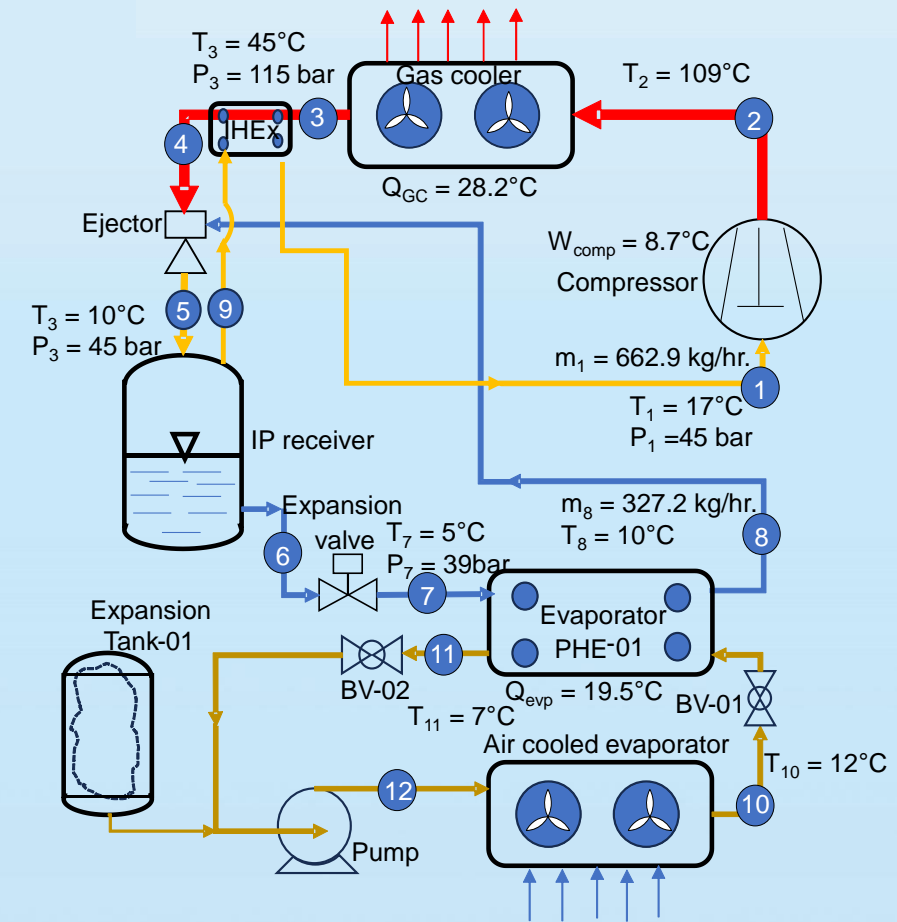 T3 = 45°C
P3 = 115 bar
Gas cooler
T2 = 109°C
3
2
IHEx
4
QGC = 28.2°C
Ejector
Wcomp = 8.7°C
Compressor
5
9
T3 = 10°C
P3 = 45 bar
m1 = 662.9 kg/hr.
1
T1 = 17°C
P1 =45 bar
IP receiver
m8 = 327.2 kg/hr.
T8 = 10°C
8
Expansion
valve
6
T7 = 5°C
P7 = 39bar
7
Evaporator
PHE-01
Expansion
Tank-01
11
BV-02
Qevp = 19.5°C
BV-01
T11 = 7°C
Air cooled evaporator
T10 = 12°C
12
10
Pump